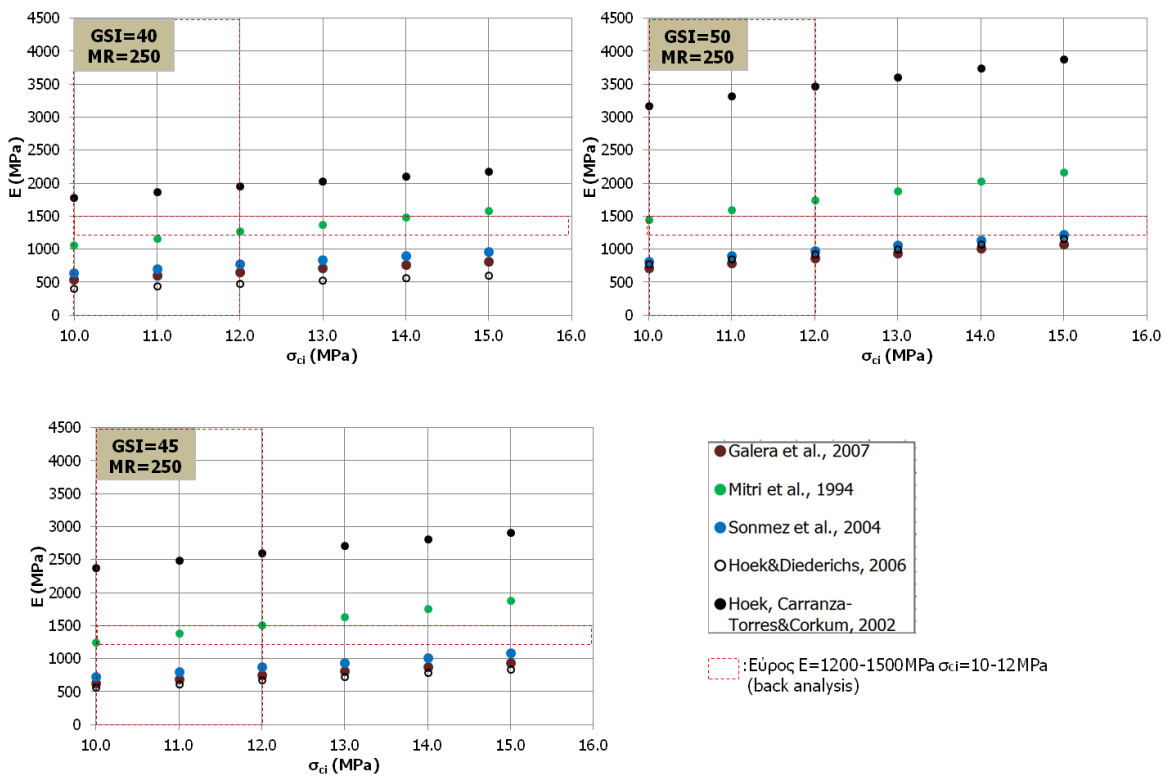 GSI=40
MR=250
4500
4000
3500
3000
2500
2000
1500
1000
500
0
E (MPa)
10.0 11.0 12.0 13.0 14.0 15.0 16.0
σci (MPa)
GSI=50
MR=250
4500
4000
3500
3000
2500
2000
1500
1000
500
0
E (MPa)
10.0 11.0 12.0 13.0 14.0 15.0 16.0
σci (MPa)
GSI=45
MR=250
4500
4000
3500
3000
2500
2000
1500
1000
500
0
E (MPa)
10.0 11.0 12.0 13.0 14.0 15.0 16.0
σci (MPa)
Galera et al., 2007
Mitri et al., 1994
Sonmez et al., 2004
Hoek&Diederichs, 2006
Hoek, Carranza-
Torres&Corkum, 2002
:Εύρος E=1200-1500MPa σci=10-12MPa
(back analysis)